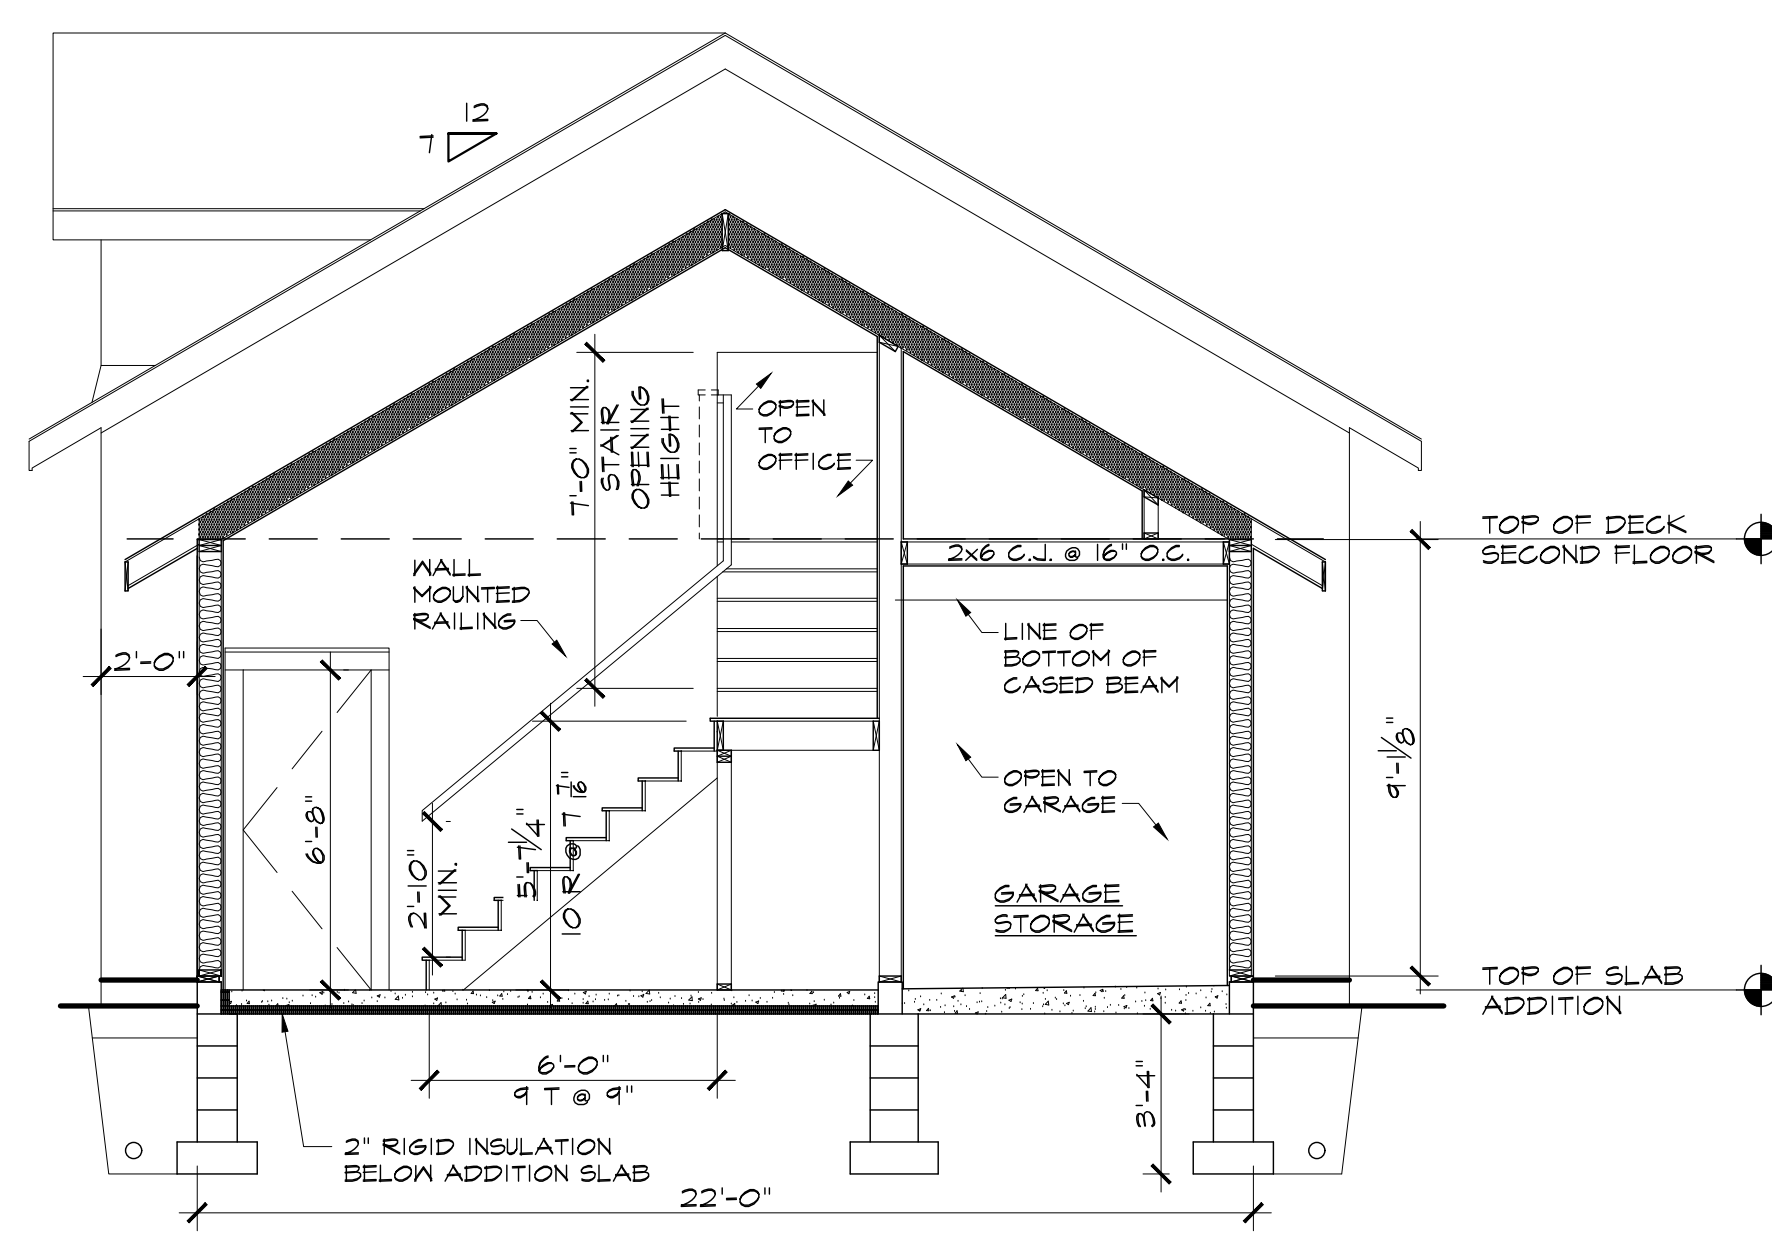 12
7
7'-0" MIN.
STAIR
OPENING
HEIGHT
OPEN
TO
OFFICE
TOP OF DECK
SECOND FLOOR
2x6 C.J. @ 16" O.C.
WALL
MOUNTED
RAILING
LINE OF
BOTTOM OF
CASED BEAM
2'-0"
9'-1 1/8"
OPEN TO
GARAGE
6'-8"
2'-10"
MIN.
5'-7 1/4"
10 R @ 7 7/16"
GARAGE
STORAGE
TOP OF SLAB
ADDITION
6'-0"
9 T @ 9"
3'-4"
2" RIGID INSULATION
BELOW ADDITION SLAB
22'-0"